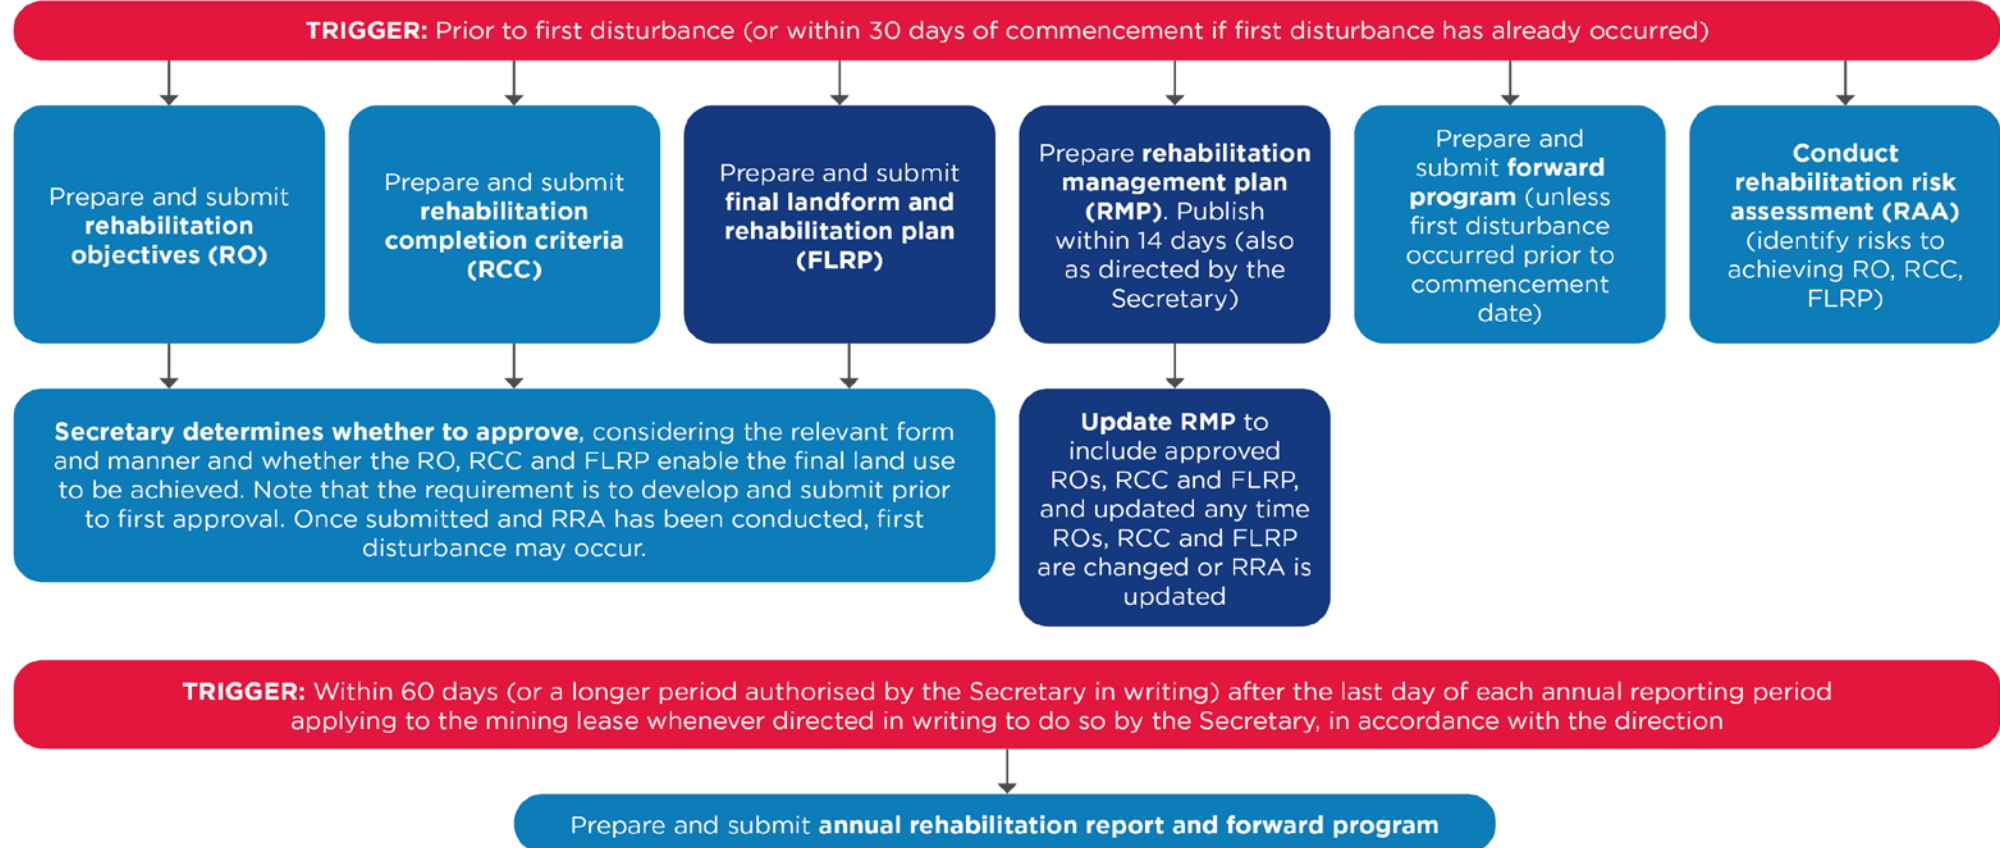 TRIGGER: Prior to first disturbance (or within 30 days of commencement if first disturbance has already occurred)
Prepare and submit
rehabilitation
objectives (RO)
Prepare and submit
rehabilitation
completion criteria
(RCC)
Prepare and submit
final landform and
rehabilitation plan
(FLRP)
Prepare rehabilitation
management plan
(RMP). Publish
within 14 days (also
as directed by the
Secretary)
Prepare and
submit forward
program (unless
first disturbance
occurred prior to
commencement
date)
Conduct
rehabilitation risk
assessment (RAA)
(identify risks to
achieving RO, RCC,
FLRP)
Secretary determines whether to approve, considering the relevant form
and manner and whether the RO, RCC and FLRP enable the final land use
to be achieved. Note that the requirement is to develop and submit prior
to first approval. Once submitted and RRA has been conducted, first
disturbance may occur.
Update RMP to
include approved
ROs, RCC and FLRP,
and updated any time
ROs, RCC and FLRP
are changed or RRA is
updated
TRIGGER: Within 60 days (or a longer period authorised by the Secretary in writing) after the last day of each annual reporting period
applying to the mining lease whenever directed in writing to do so by the Secretary, in accordance with the direction
Prepare and submit annual rehabilitation report and forward program